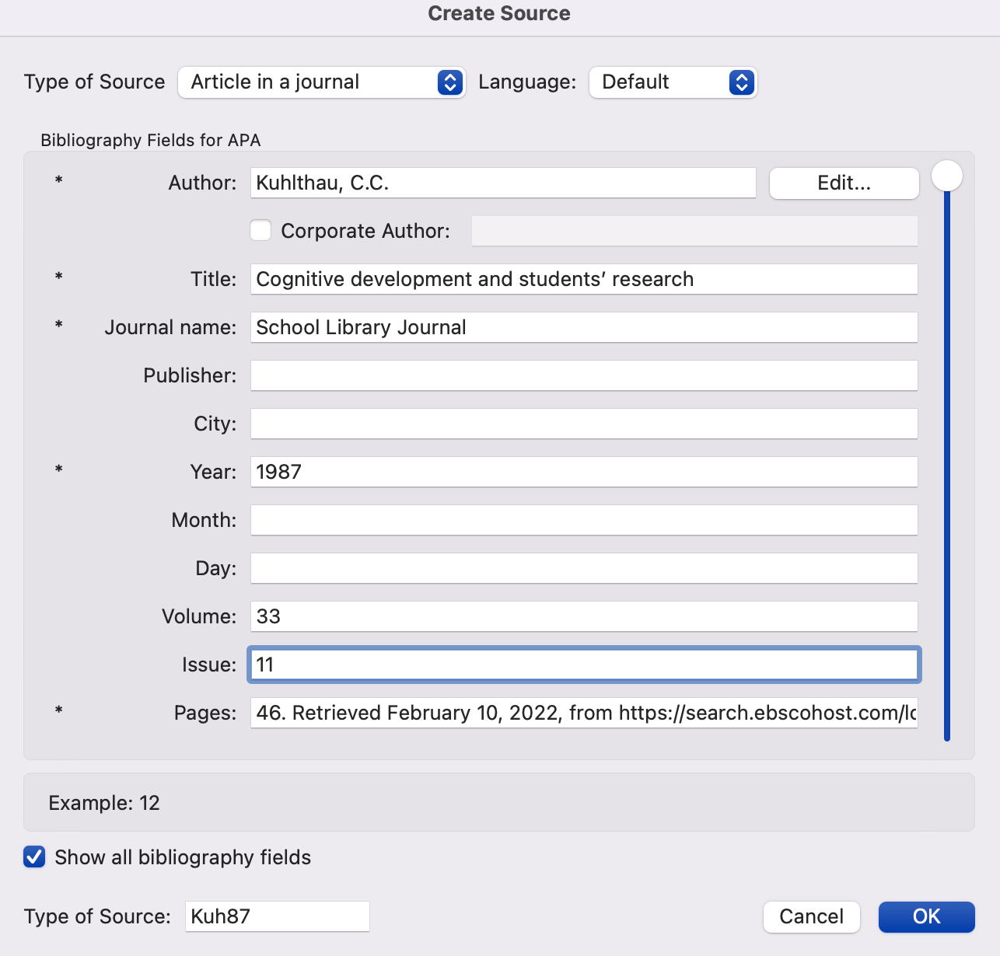 Create Source
Type of Source Article in a journal Language: Default
Bibliography Fields for APA
* Author: Kuhlthau, C.C. Edit...
Corporate Author:
* Title: Cognitive development and students’ research
* Journal name: School Library Journal
Publisher:
City:
* Year: 1987
Month:
Day:
Volume: 33
Issue: 11
* Pages: 46. Retrieved February 10, 2022, from https://search.ebscohost.com/
Example: 12
Show all bibliography fields
Type of Source: Kuh87 Cancel OK